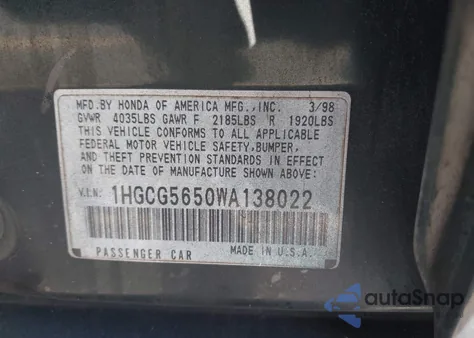 MFD.BY HONDA OF AMERICA MFG.,INC. 3/98
GVWR 4035LBS GAWR F 2185LBS R 1920LBS
THIS VEHICLE CONFORMS TO ALL APPLICABLE
FEDERAL MOTOR VEHICLE SAFETY,BUMPER,
AND THEFT PREVENTION STANDARDS IN EFFECT
ON THE DATE OF MANUFACTURE SHOWN ABOVE.
V.I.N.: 1HGCG5650WA138022
PASSENGER CAR MADE IN U.S.A.
autoSnap